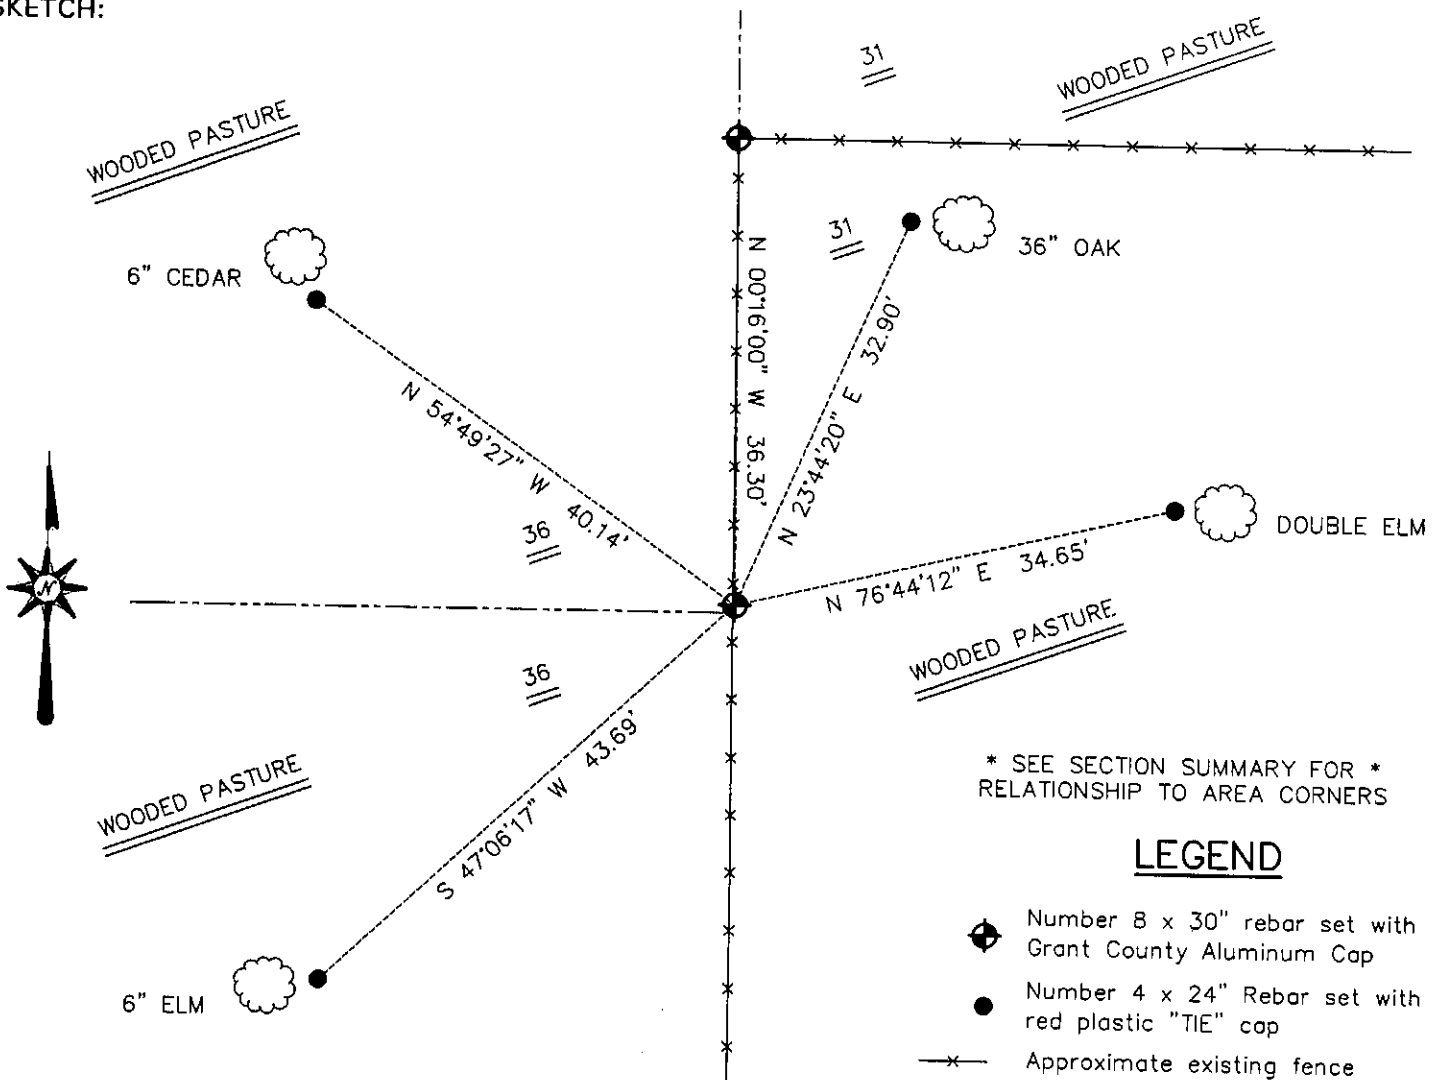 SKETCH:
31
WOODED PASTURE
WOODED PASTURE
31
36" OAK
6" CEDAR
N 00°16'00" W 36.30'
N 23°44'20" E 32.90'
N 54°49'27" W 40.14'
36
DOUBLE ELM
N 76°44'12" E 34.65'
N
WOODED PASTURE
36
S 47°06'17" W 43.69'
WOODED PASTURE
6" ELM
* SEE SECTION SUMMARY FOR *
RELATIONSHIP TO AREA CORNERS
LEGEND
Number 8 x 30" rebar set with
Grant County Aluminum Cap
Number 4 x 24" Rebar set with
red plastic "TIE" cap
Approximate existing fence